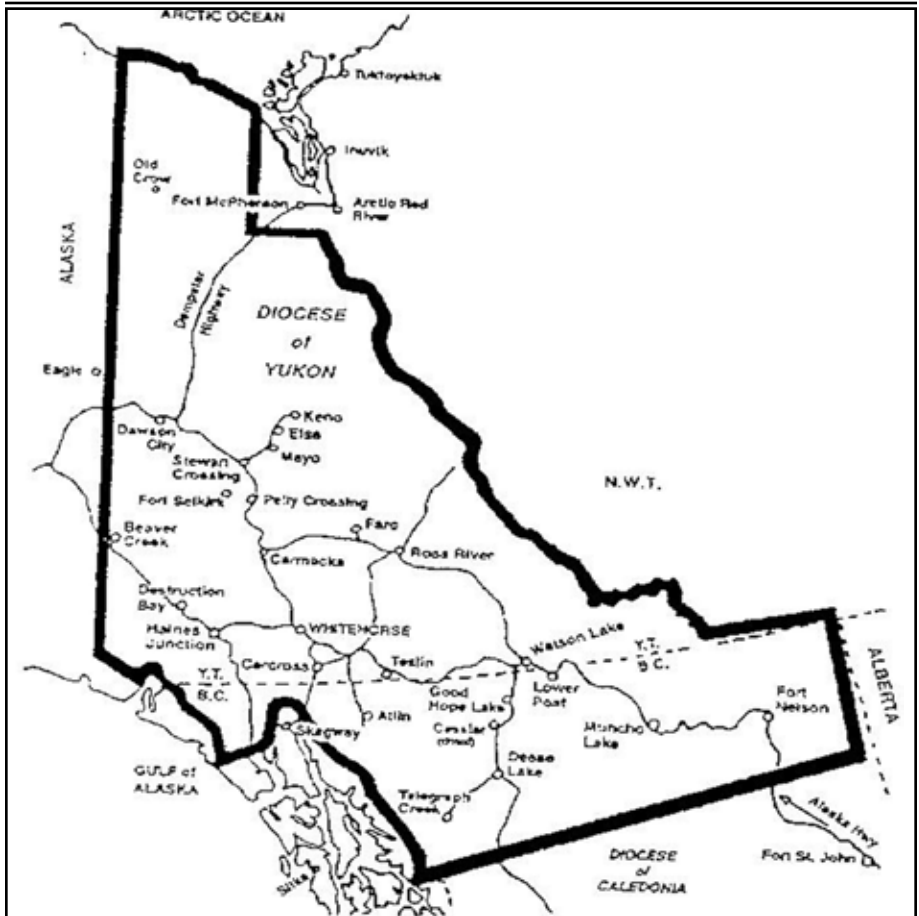 ARCTIC OCEAN
Tuktoyaktuk
Inuvik
Old
Crow
Fort McPherson
Arctic Red
River
ALASKA
Dempster
Highway
DIOCESE
of
YUKON
Eagle
Keno
Elsa
Mayo
Dawson
City
Stewart
Crossing
N.W.T.
Fort Selkirk
Pelly Crossing
Faro
Beaver
Creek
Ross River
Carmacks
Destruction
Bay
Haines
Junction
WHITEHORSE
Watson Lake
Y.T.
B.C.
ALBERTA
Carcross
Teslin
Y.T.
B.C.
Lower
Post
Good
Hope Lake
Fort
Nelson
Atlin
Skagway
Cassiar
(closed)
Muncho
Lake
Dease
Lake
GULF of
ALASKA
Telegraph
Creek
Alaska Hwy
Fort St. John
Sitka
DIOCESE
of
CALEDONIA